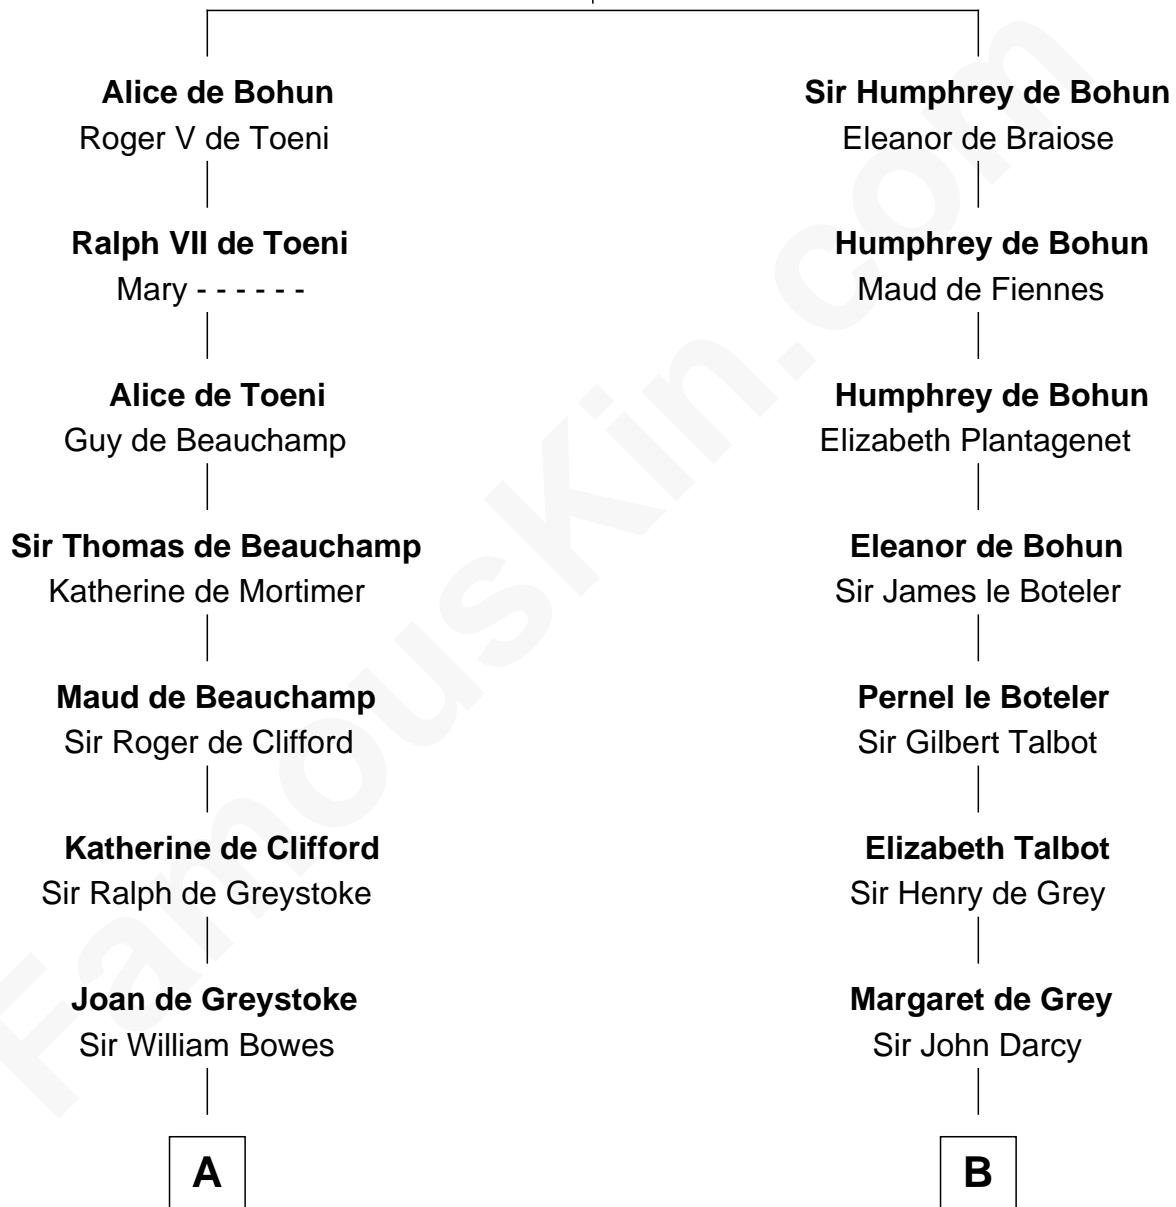 Alice de Bohun
Roger V de Toeni
Sir Humphrey de Bohun
Eleanor de Braiose
Ralph VII de Toeni
Mary - - - - - -
Humphrey de Bohun
Maud de Fiennes
Alice de Toeni
Guy de Beauchamp
Humphrey de Bohun
Elizabeth Plantagenet
Sir Thomas de Beauchamp
Katherine de Mortimer
Eleanor de Bohun
Sir James le Boteler
Maud de Beauchamp
Sir Roger de Clifford
Pernel le Boteler
Sir Gilbert Talbot
Katherine de Clifford
Sir Ralph de Greystoke
Elizabeth Talbot
Sir Henry de Grey
Joan de Greystoke
Sir William Bowes
Margaret de Grey
Sir John Darcy
A
B
FamousKin.com